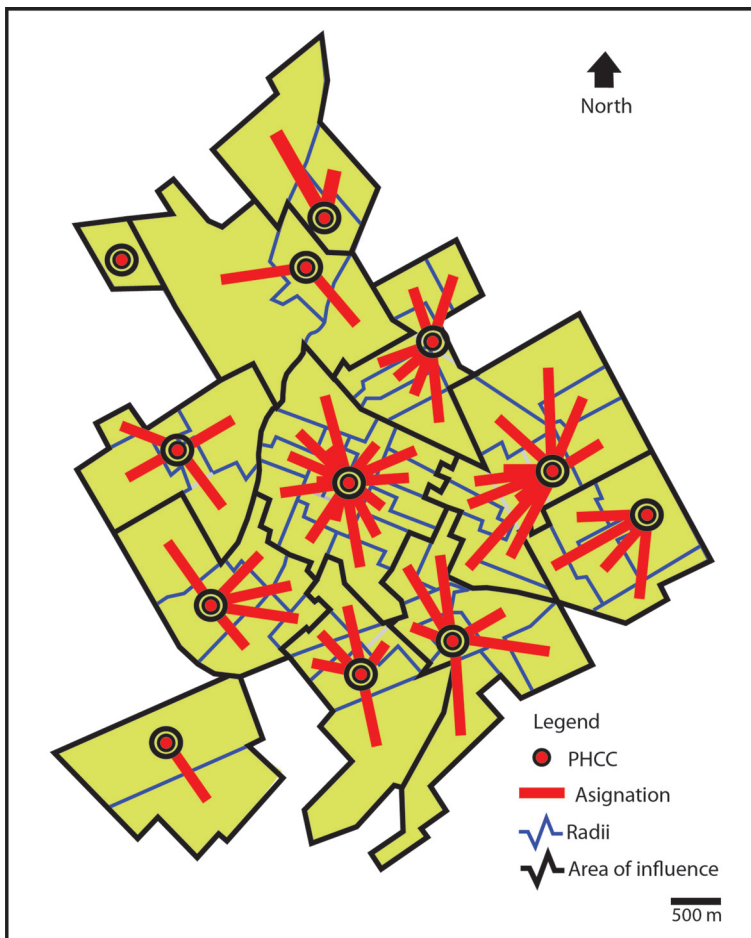 North
Legend
PHCC
Asignation
Radii
Area of influence
500 m